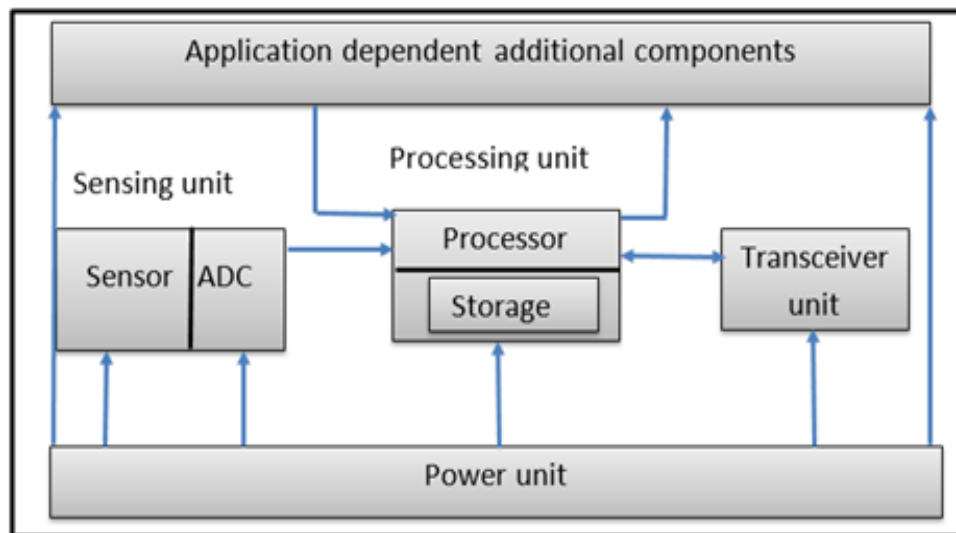 Application dependent additional components
Processing unit
Sensing unit
Processor
Sensor
ADC
Transceiver
unit
Storage
Power unit